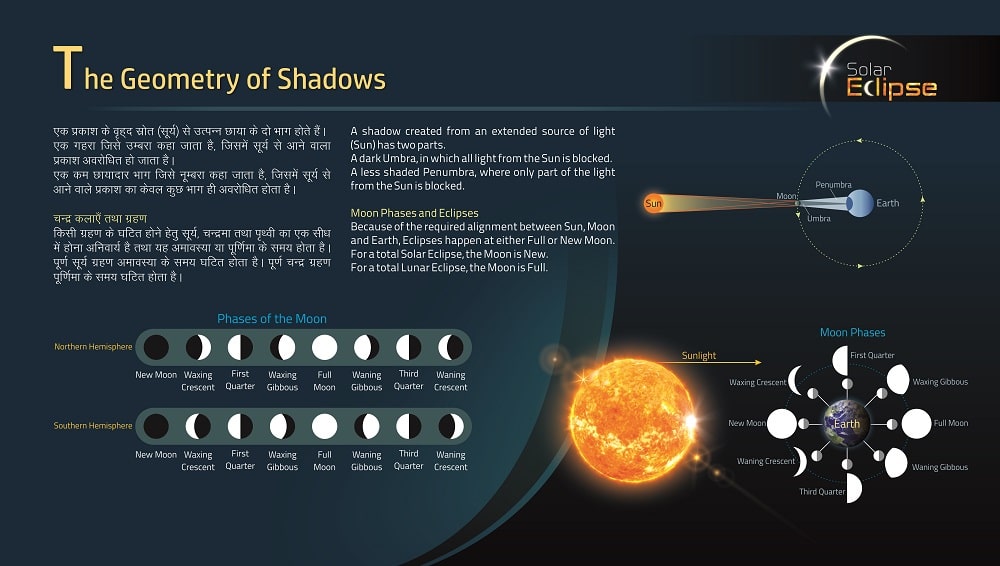 The Geometry of Shadows
Solar
Eclipse
एक प्रकाश के वृहद स्रोत (सूर्य) से उत्पन्न छाया के दो भाग होते हैं।
एक गहरा जिसे उम्बरा कहा जाता है, जिसमें सूर्य से आने वाला
प्रकाश अवरोधित हो जाता है।
एक कम छायादार भाग जिसे नूम्बरा कहा जाता है, जिसमें सूर्य से
आने वाले प्रकाश का केवल कुछ भाग ही अवरोधित होता है।
चन्द्र कलाएँ तथा ग्रहण
किसी ग्रहण के घटित होने हेतु सूर्य, चन्द्रमा तथा पृथ्वी का एक सीध
में होना अनिवार्य है तथा यह अमावस्या या पूर्णिमा के समय होता है।
पूर्ण सूर्य ग्रहण अमावस्या के समय घटित होता है। पूर्ण चन्द्र ग्रहण
पूर्णिमा के समय घटित होता है।
A shadow created from an extended source of light
(Sun) has two parts.
A dark Umbra, in which all light from the Sun is blocked.
A less shaded Penumbra, where only part of the light
from the Sun is blocked.
Moon Phases and Eclipses
Because of the required alignment between Sun, Moon
and Earth, Eclipses happen at either Full or New Moon.
For a total Solar Eclipse, the Moon is New.
For a total Lunar Eclipse, the Moon is Full.
Sun
Moon
Penumbra
Umbra
Earth
Phases of the Moon
Northern Hemisphere
New Moon Waxing Crescent First Quarter Waxing Gibbous Full Moon Waning Gibbous Third Quarter Waning Crescent
Southern Hemisphere
New Moon Waxing Crescent First Quarter Waxing Gibbous Full Moon Waning Gibbous Third Quarter Waning Crescent
Moon Phases
Sunlight
First Quarter
Waxing Crescent
Waxing Gibbous
New Moon
Earth
Full Moon
Waning Crescent
Waning Gibbous
Third Quarter